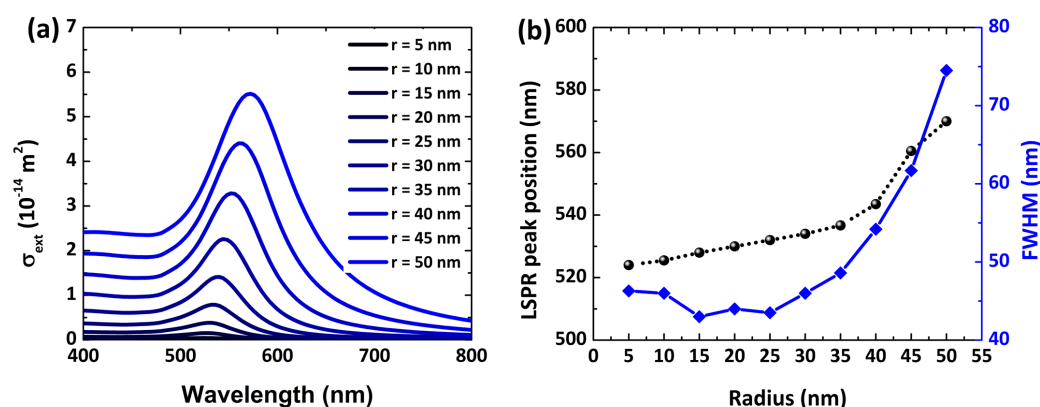 (a)
7
6
5
4
3
2
1
0
σext (10-14 m2)
400
500
600
700
800
Wavelength (nm)
r = 5 nm
r = 10 nm
r = 15 nm
r = 20 nm
r = 25 nm
r = 30 nm
r = 35 nm
r = 40 nm
r = 45 nm
r = 50 nm
(b)
600
580
560
540
520
500
LSPR peak position (nm)
0 5 10 15 20 25 30 35 40 45 50 55
Radius (nm)
80
70
60
50
40
FWHM (nm)